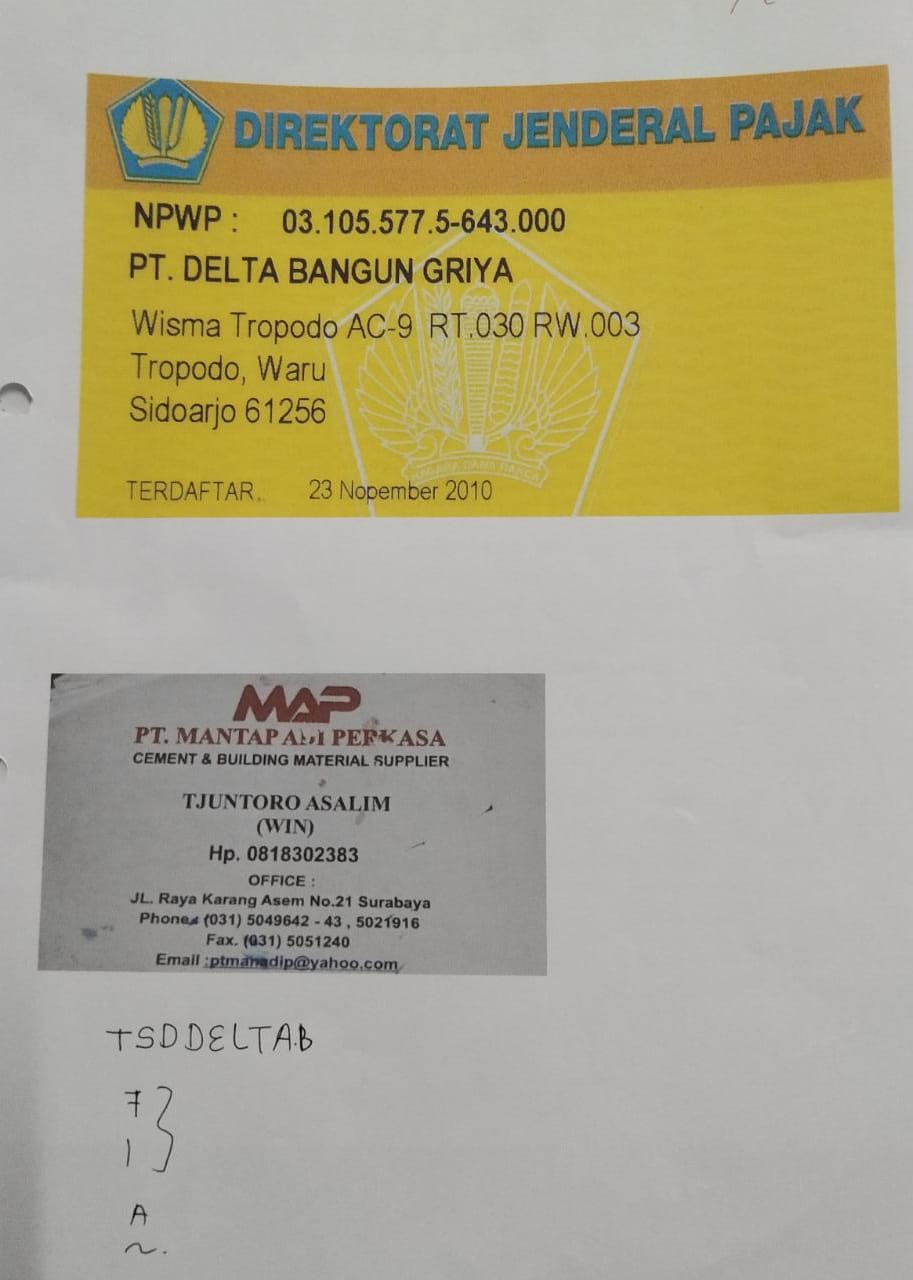 DIREKTORAT JENDERAL PAJAK
NPWP : 03.105.577.5-643.000
PT. DELTA BANGUN GRIYA
Wisma Tropodo AC-9 RT.030 RW.003
Tropodo, Waru
Sidoarjo 61256
TERDAFTAR 23 Nopember 2010
MAP
PT. MANTAP PERKASA
CEMENT & BUILDING MATERIAL SUPPLIER
TJUNTORO ASALIM
(WIN)
Hp. 0818302383
OFFICE :
JL. Raya Karang Asem No.21 Surabaya
Phone (031) 5049642 - 43 , 5021916
Fax. (031) 5051240
Email :ptmanadip@yahoo.com
TSDDELTAB
7
1
A
~.